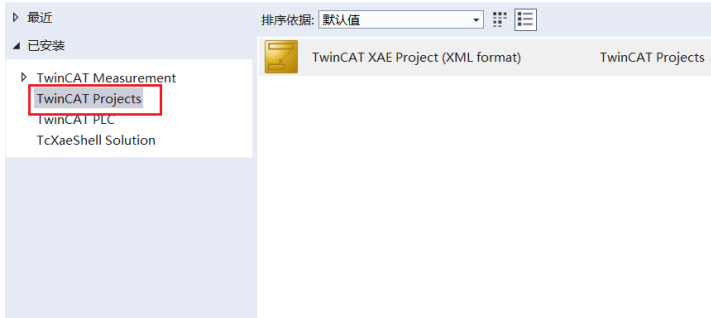 最近
排序依据: 默认值
已安装
TwinCAT XAE Project (XML format) TwinCAT Projects
TwinCAT Measurement
TwinCAT Projects
TwinCAT PLC
TcXaeShell Solution